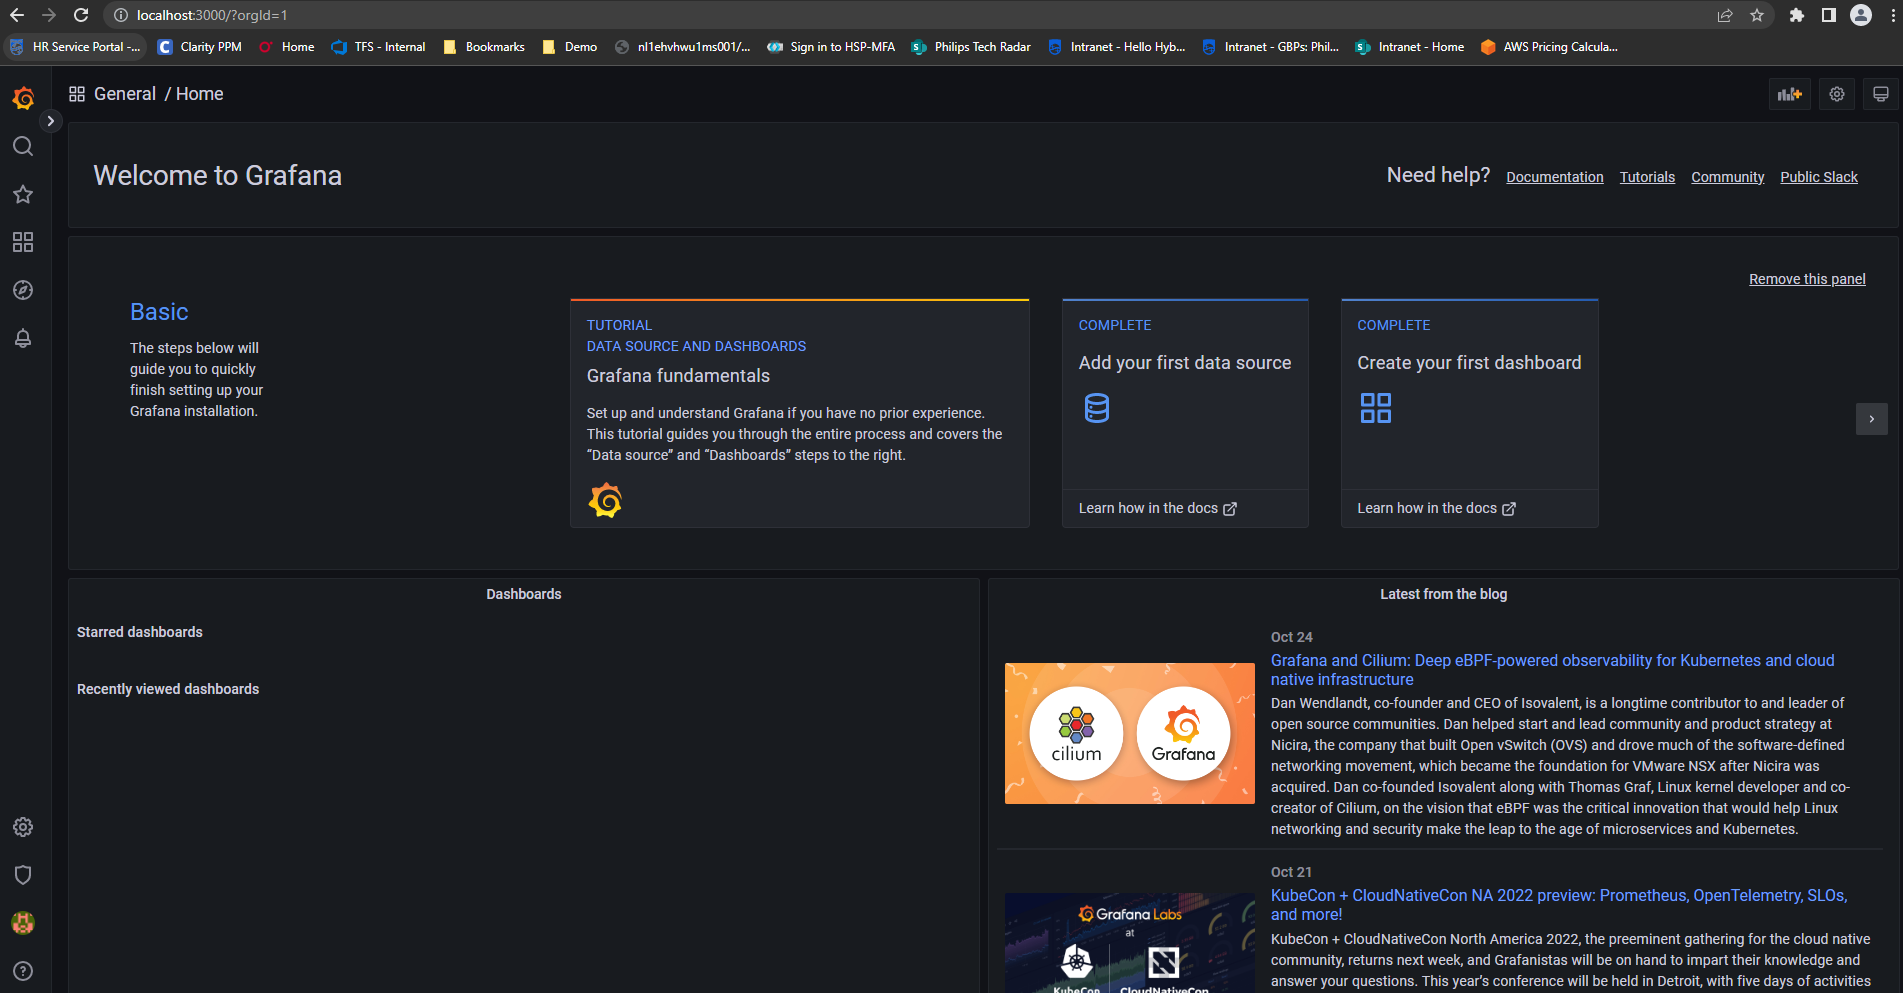 localhost:3000/?orgId=1
HR Service Portal -...
Clarity PPM
Home
TFS - Internal
Bookmarks
Demo
nl1ehvhwu1ms001/...
Sign in to HSP-MFA
Philips Tech Radar
Intranet - Hello Hyb...
Intranet - GBPs: Phil...
Intranet - Home
AWS Pricing Calcula...
General / Home
Welcome to Grafana
Need help?
Documentation
Tutorials
Community
Public Slack
Remove this panel
Basic
The steps below will
guide you to quickly
finish setting up your
Grafana installation.
TUTORIAL
DATA SOURCE AND DASHBOARDS
Grafana fundamentals
Set up and understand Grafana if you have no prior experience.
This tutorial guides you through the entire process and covers the
“Data source” and “Dashboards” steps to the right.
COMPLETE
Add your first data source
Learn how in the docs
COMPLETE
Create your first dashboard
Learn how in the docs
Dashboards
Starred dashboards
Recently viewed dashboards
Latest from the blog
cilium
Grafana
Oct 24
Grafana and Cilium: Deep eBPF-powered observability for Kubernetes and cloud
native infrastructure
Dan Wendlandt, co-founder and CEO of Isovalent, is a longtime contributor to and leader of
open source communities. Dan helped start and lead community and product strategy at
Nicira, the company that built Open vSwitch (OVS) and drove much of the software-defined
networking movement, which became the foundation for VMware NSX after Nicira was
acquired. Dan co-founded Isovalent along with Thomas Graf, Linux kernel developer and co-
creator of Cilium, on the vision that eBPF was the critical innovation that would help Linux
networking and security make the leap to the age of microservices and Kubernetes.
Grafana Labs
at
KubeCon
CloudNativeCon
Oct 21
KubeCon + CloudNativeCon NA 2022 preview: Prometheus, OpenTelemetry, SLOs,
and more!
KubeCon + CloudNativeCon North America 2022, the preeminent gathering for the cloud native
community, returns next week, and Grafanistas will be on hand to impart their knowledge and
answer your questions. This year’s conference will be held in Detroit, with five days of activities